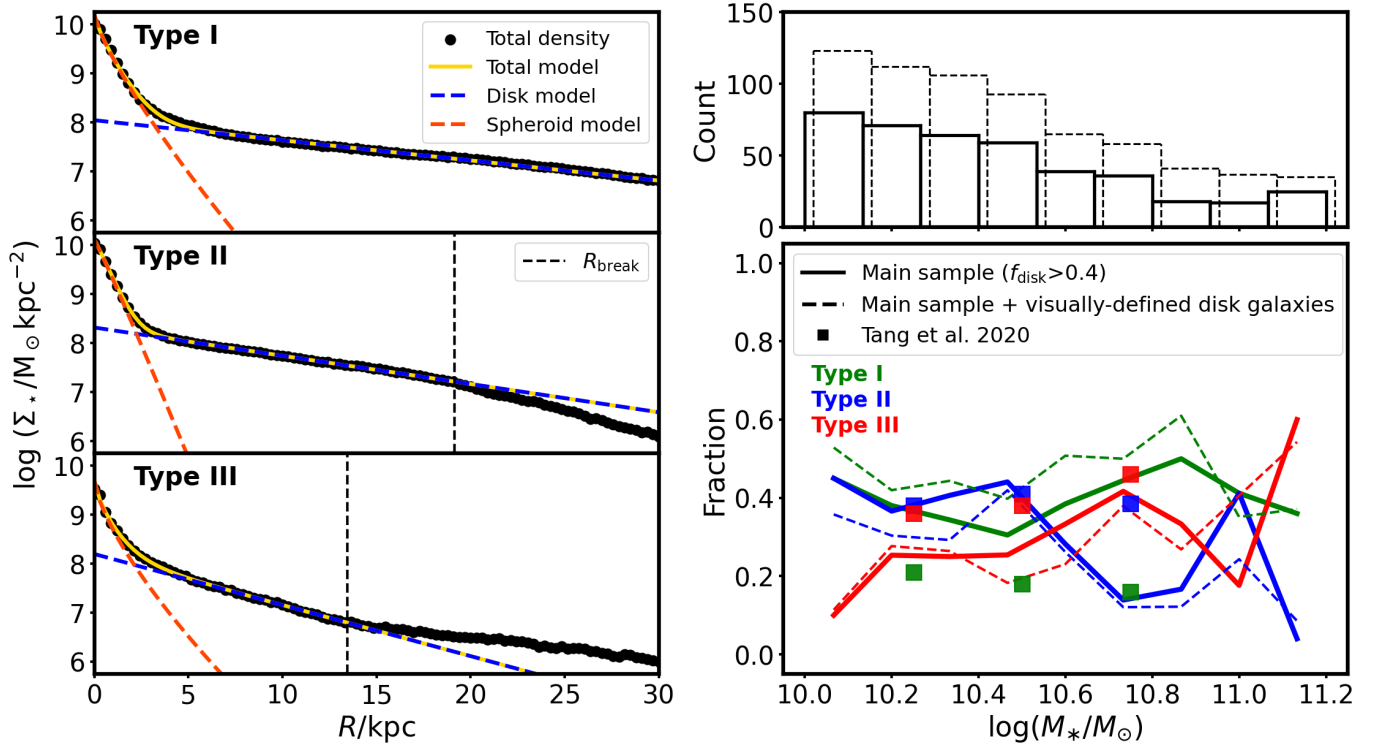 Type I
Total density
Total model
Disk model
Spheroid model
10
9
8
7
6
Type II
R_break
10
9
8
7
6
Type III
10
9
8
7
6
log (Σ⋆/M⊙kpc⁻²)
0 5 10 15 20 25 30
R/kpc
150
100
50
0
Count
Main sample (f_disk>0.4)
Main sample + visually-defined disk galaxies
Tang et al. 2020
Type I
Type II
Type III
1.0
0.8
0.6
0.4
0.2
0.0
Fraction
10.0 10.2 10.4 10.6 10.8 11.0 11.2
log(M∗/M⊙)